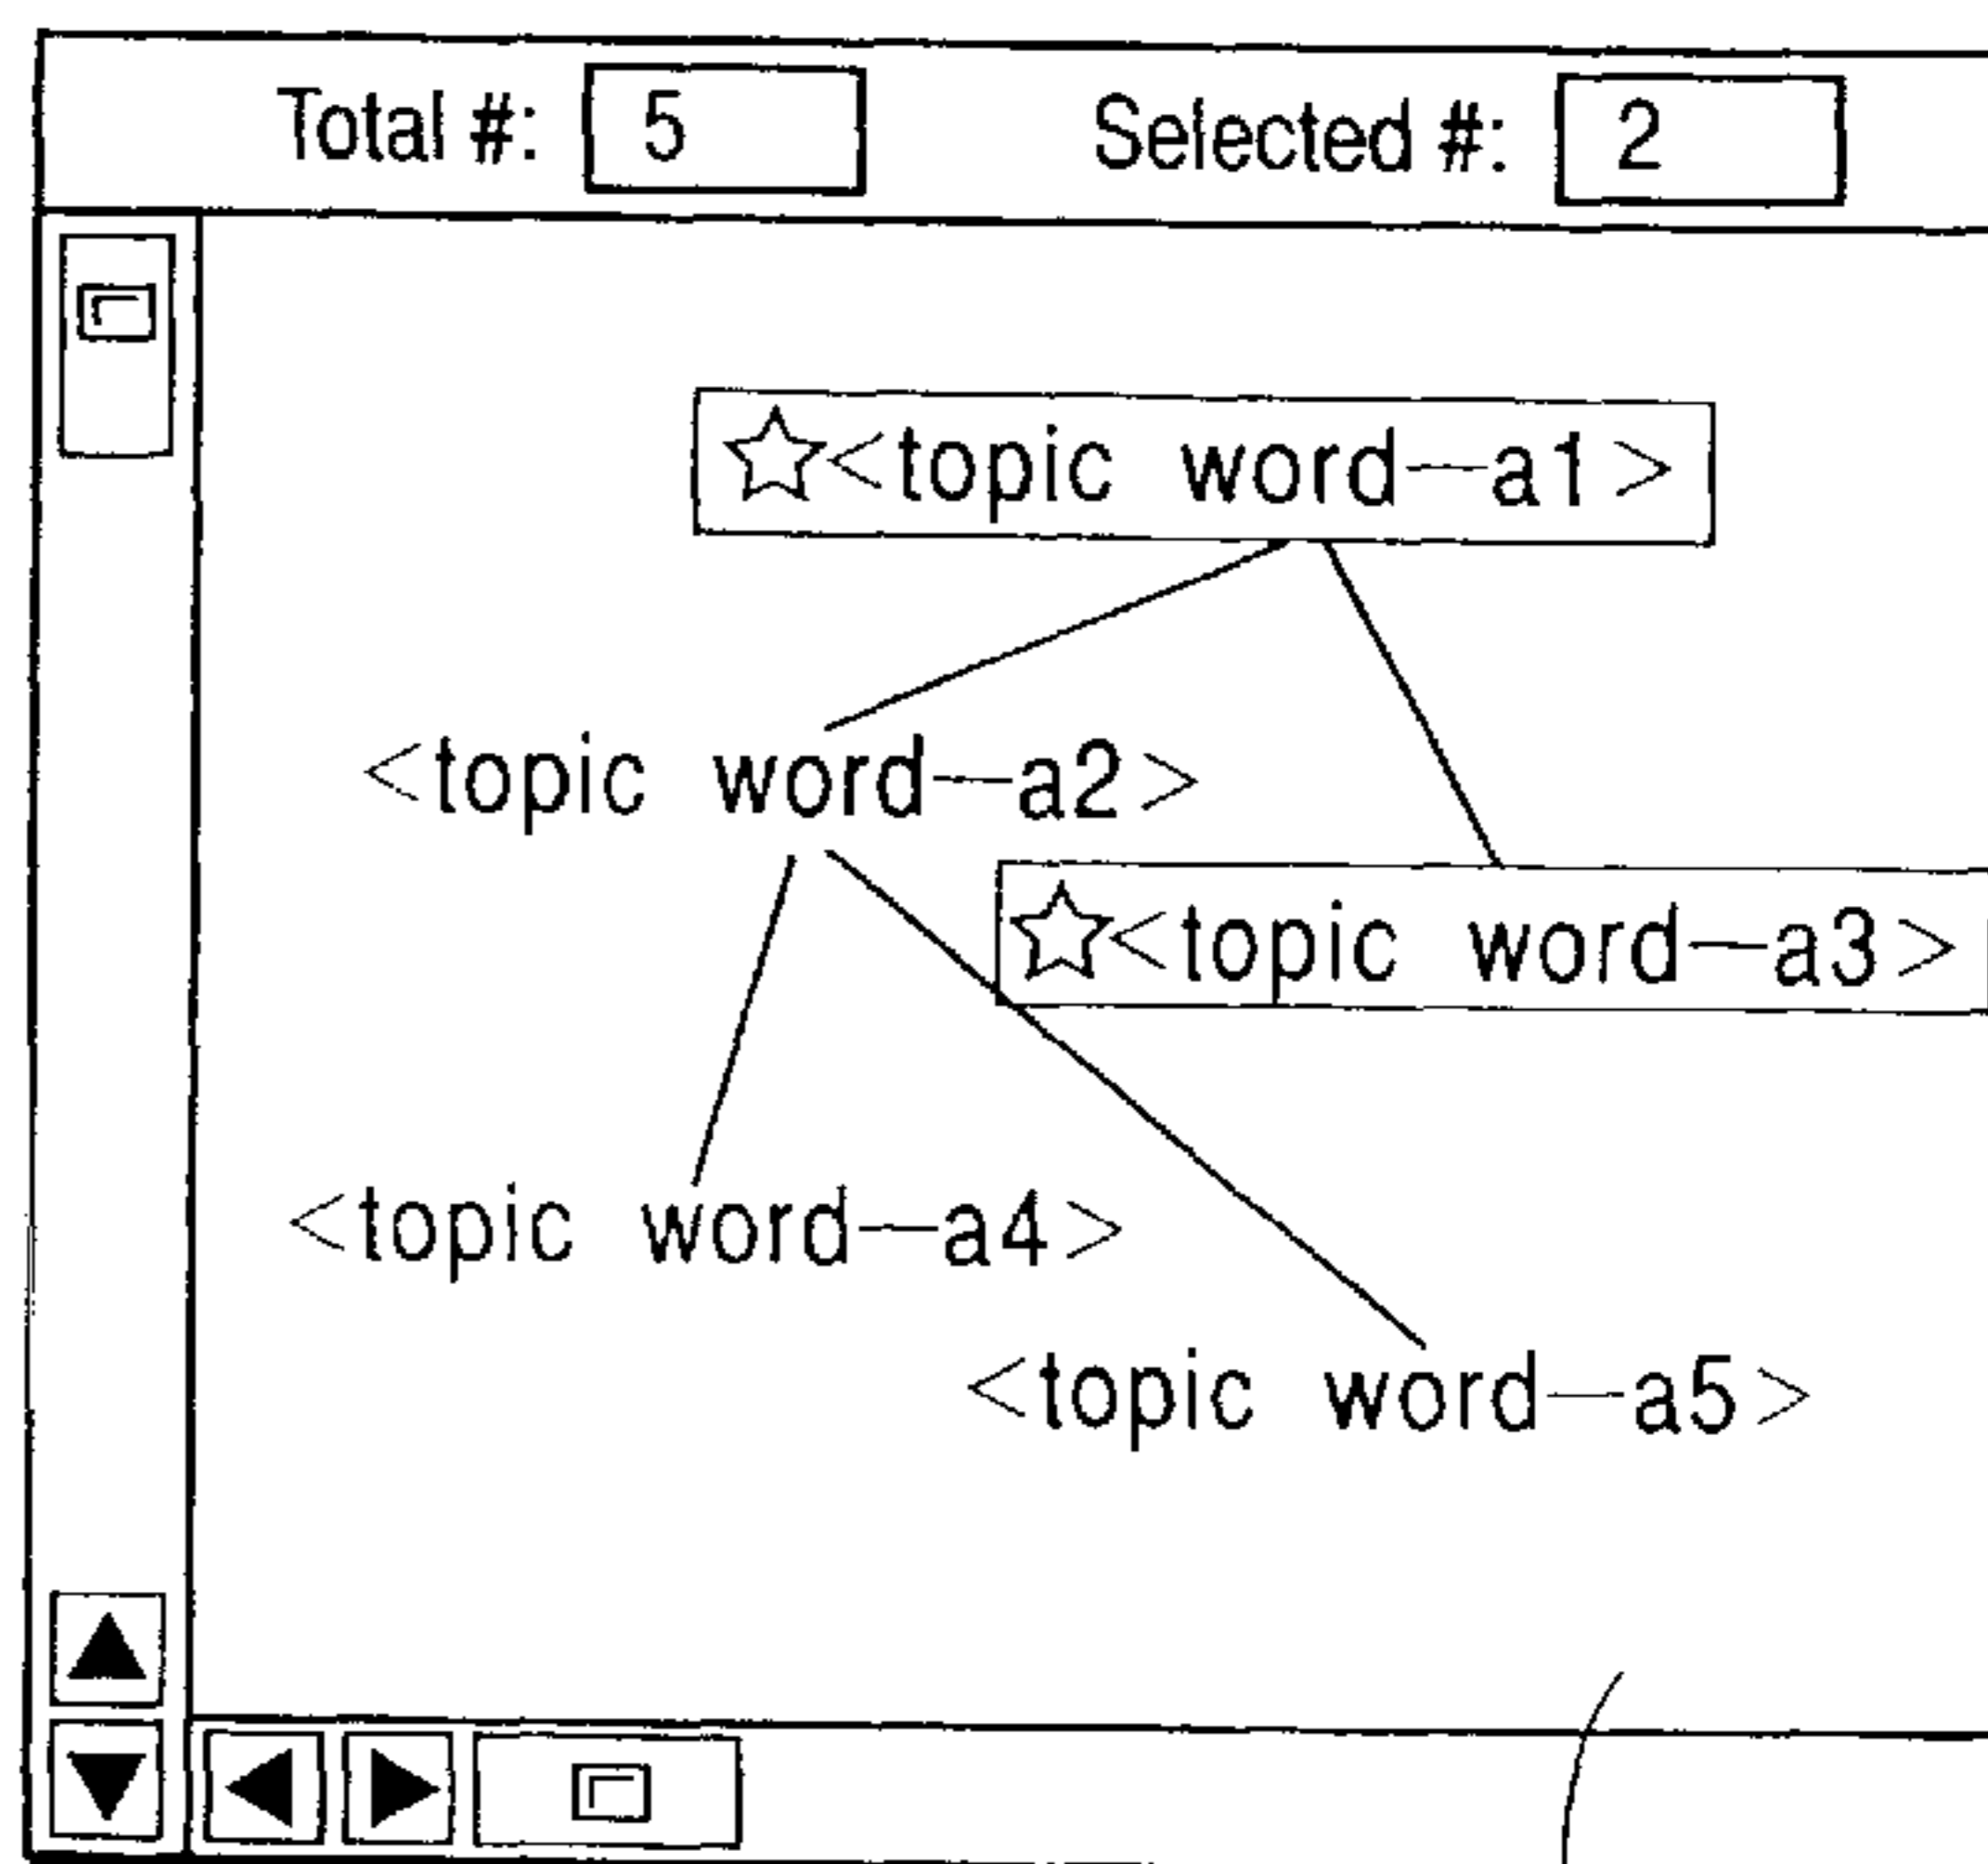 Total #: 5 Selected #: 2
☆<topic word—a1>
<topic word—a2>
☆<topic word—a3>
<topic word—a4>
<topic word—a5>